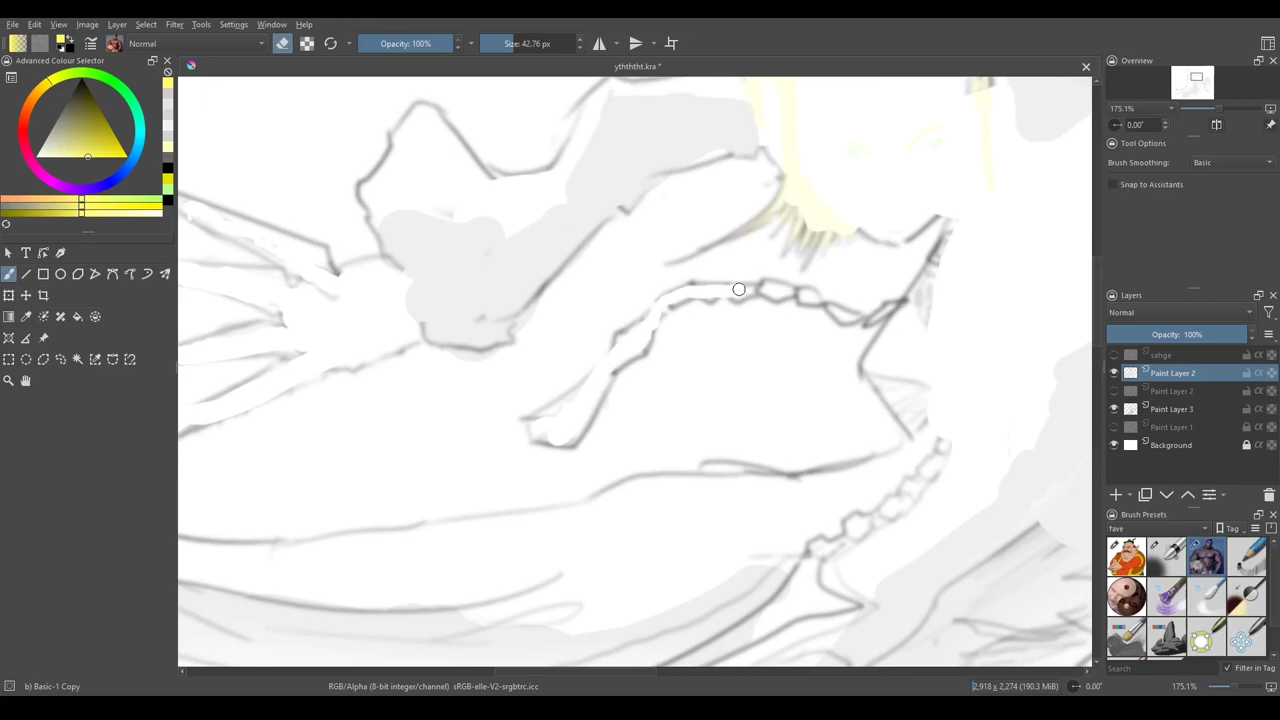 File Edit View Image Layer Select Filter Tools Settings Window Help
Normal Opacity: 100% Size: 42.76 px
Advanced Colour Selector
ythththt.kra *
Overview
175.1%
0.00°
Tool Options
Brush Smoothing: Basic
Snap to Assistants
Layers
Normal
Opacity: 100%
sahge
Paint Layer 2
Paint Layer 2
Paint Layer 3
Paint Layer 1
Background
Brush Presets
fave Tag
Search Filter in Tag
b) Basic-1 Copy RGB/Alpha (8-bit integer/channel) sRGB-elle-V2-srgbtrc.icc 2,918 x 2,274 (190.3 MiB) 0.00° 175.1%